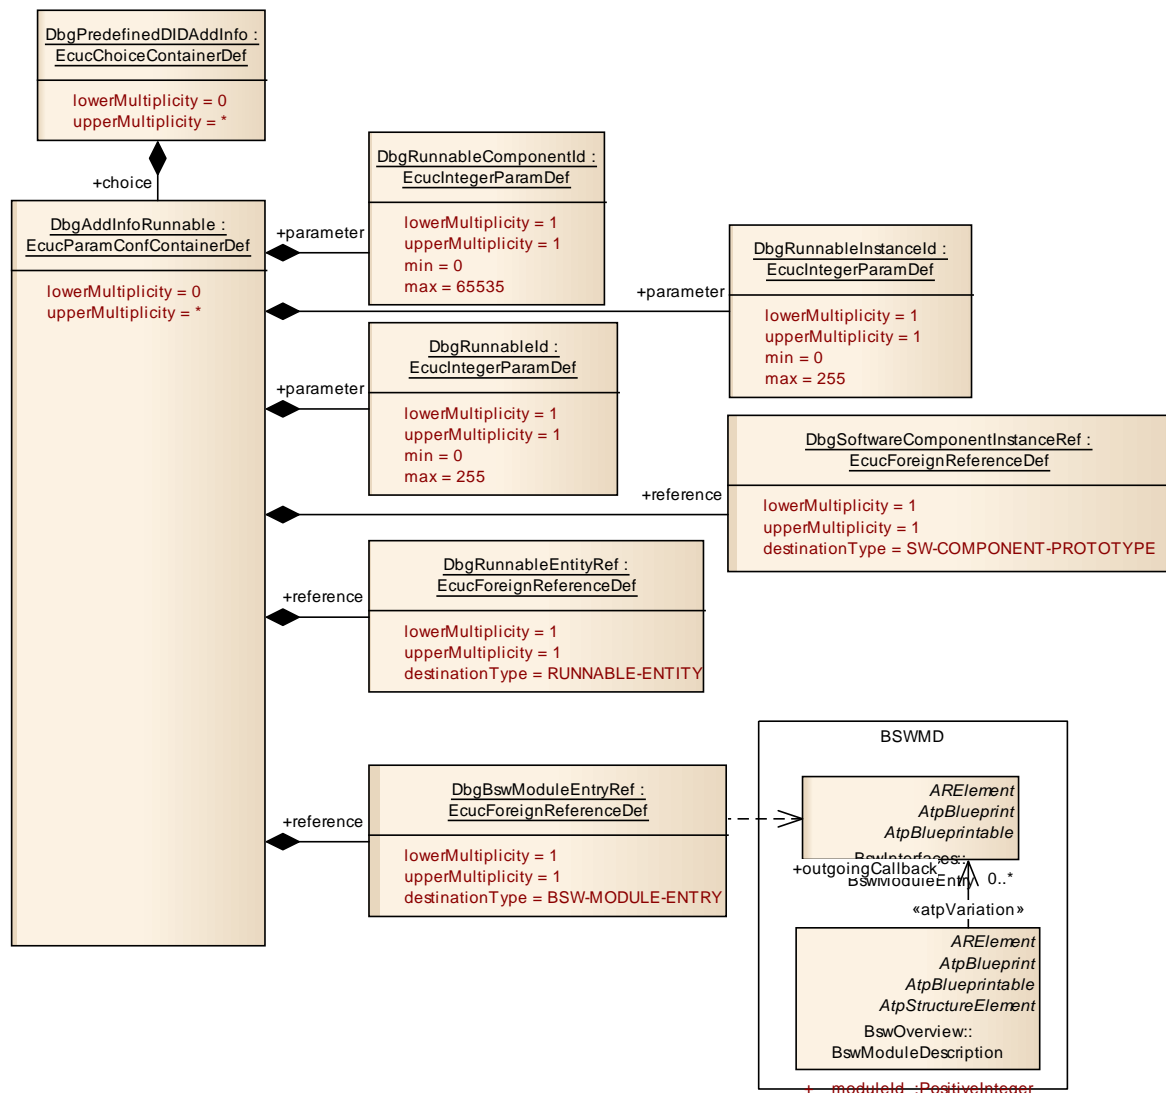 DbgPredefinedDIDAddInfo :
EcucChoiceContainerDef
lowerMultiplicity = 0
upperMultiplicity = *
+choice
DbgAddInfoRunnable :
EcucParamConfContainerDef
lowerMultiplicity = 0
upperMultiplicity = *
+parameter
DbgRunnableComponentId :
EcucIntegerParamDef
lowerMultiplicity = 1
upperMultiplicity = 1
min = 0
max = 65535
+parameter
DbgRunnableInstanceId :
EcucIntegerParamDef
lowerMultiplicity = 1
upperMultiplicity = 1
min = 0
max = 255
+parameter
DbgRunnableId :
EcucIntegerParamDef
lowerMultiplicity = 1
upperMultiplicity = 1
min = 0
max = 255
+reference
DbgSoftwareComponentInstanceRef :
EcucForeignReferenceDef
lowerMultiplicity = 1
upperMultiplicity = 1
destinationType = SW-COMPONENT-PROTOTYPE
+reference
DbgRunnableEntityRef :
EcucForeignReferenceDef
lowerMultiplicity = 1
upperMultiplicity = 1
destinationType = RUNNABLE-ENTITY
+reference
DbgBswModuleEntryRef :
EcucForeignReferenceDef
lowerMultiplicity = 1
upperMultiplicity = 1
destinationType = BSW-MODULE-ENTRY
BSWMD
ARElement
AtpBlueprint
AtpBlueprintable
BswInterfaces::
+outgoingCallback
BswModuleEntry
0..*
«atpVariation»
ARElement
AtpBlueprint
AtpBlueprintable
AtpStructureElement
BswOverview::
BswModuleDescription
+ moduleId :PositiveInteger